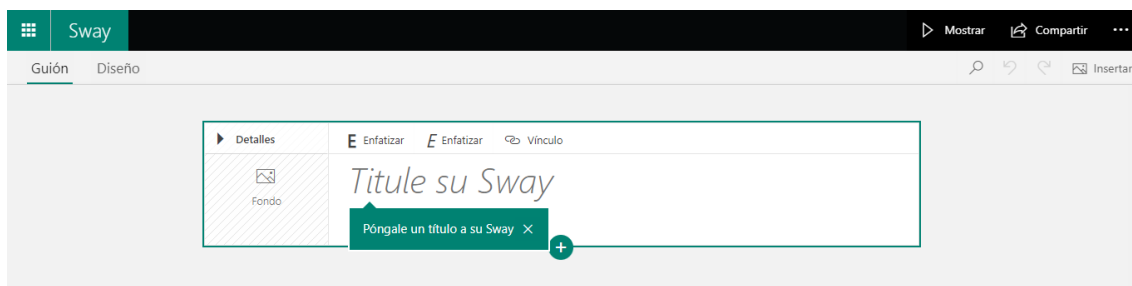 Sway Mostrar Compartir ...
Guión Diseño Insertar
Detalles E Enfatizar E Enfatizar Vínculo
Titule su Sway
Fondo
Póngale un título a su Sway